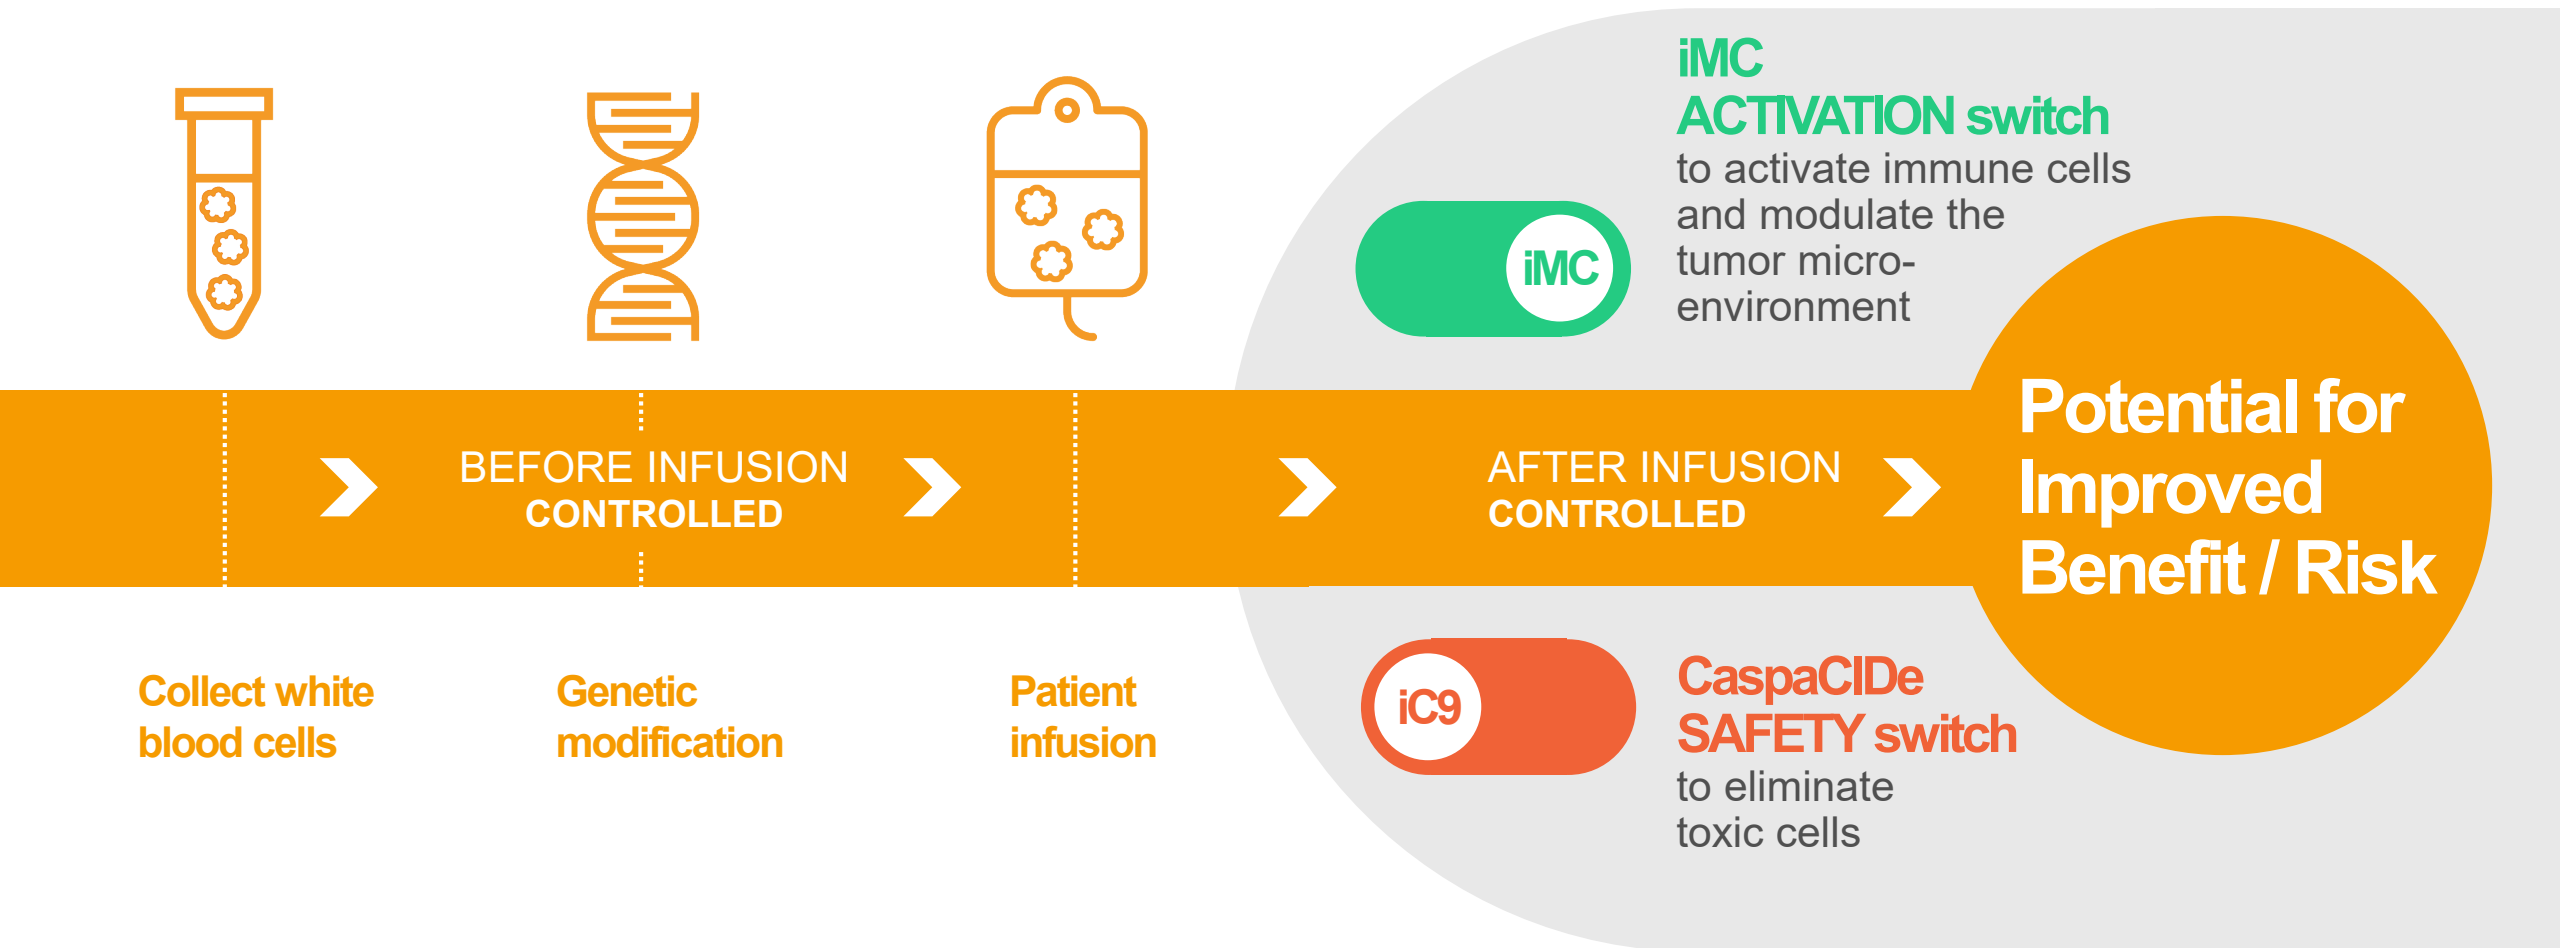 iMC
ACTIVATION switch
to activate immune cells
and modulate the
tumor micro-
environment
iMC
BEFORE INFUSION
CONTROLLED
AFTER INFUSION
CONTROLLED
Potential for
Improved
Benefit / Risk
Collect white
blood cells
Genetic
modification
Patient
infusion
iC9
CaspaCIDe
SAFETY switch
to eliminate
toxic cells